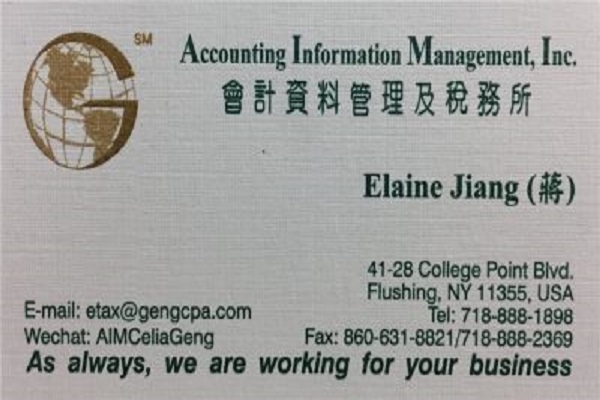 SM
Accounting Information Management, Inc.
會計資料管理及稅務所
Elaine Jiang (蔣)
41-28 College Point Blvd.
Flushing, NY 11355, USA
E-mail: etax@gengcpa.com
Tel: 718-888-1898
Wechat: AIMCeliaGeng
Fax: 860-631-8821/718-888-2369
As always, we are working for your business